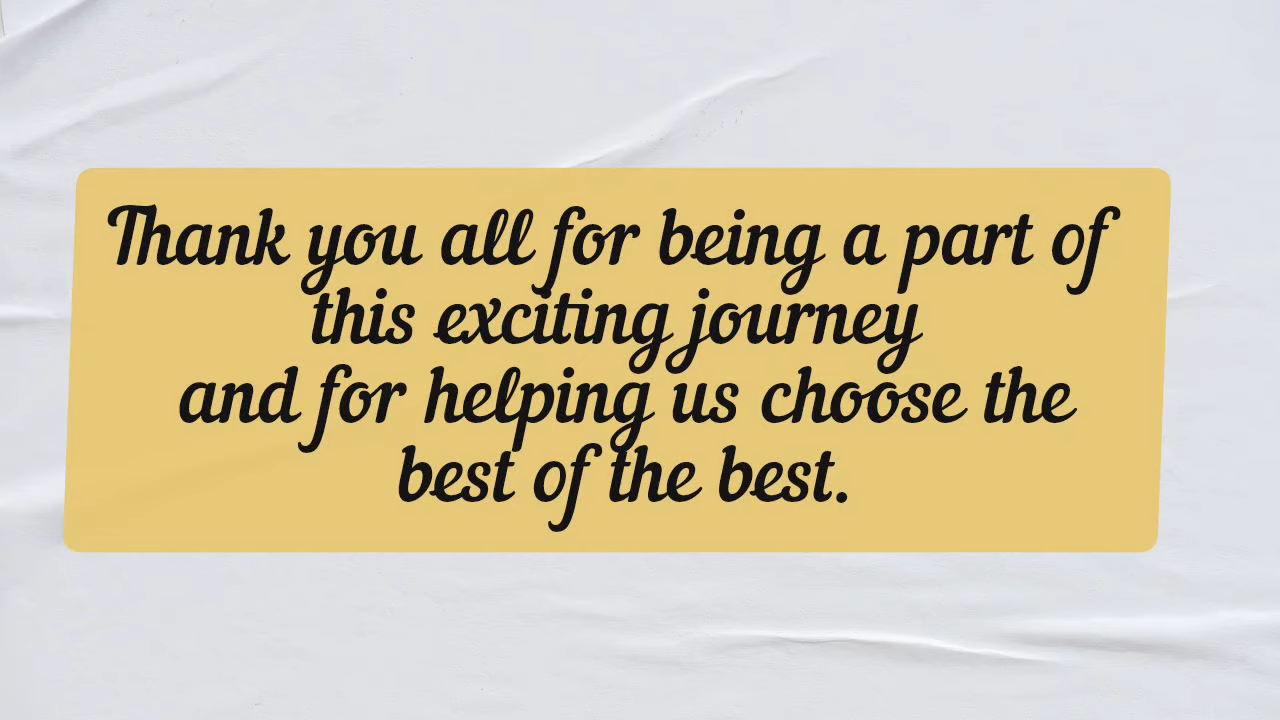 Thank you all for being a part of
this exciting journey
and for helping us choose the
best of the best.